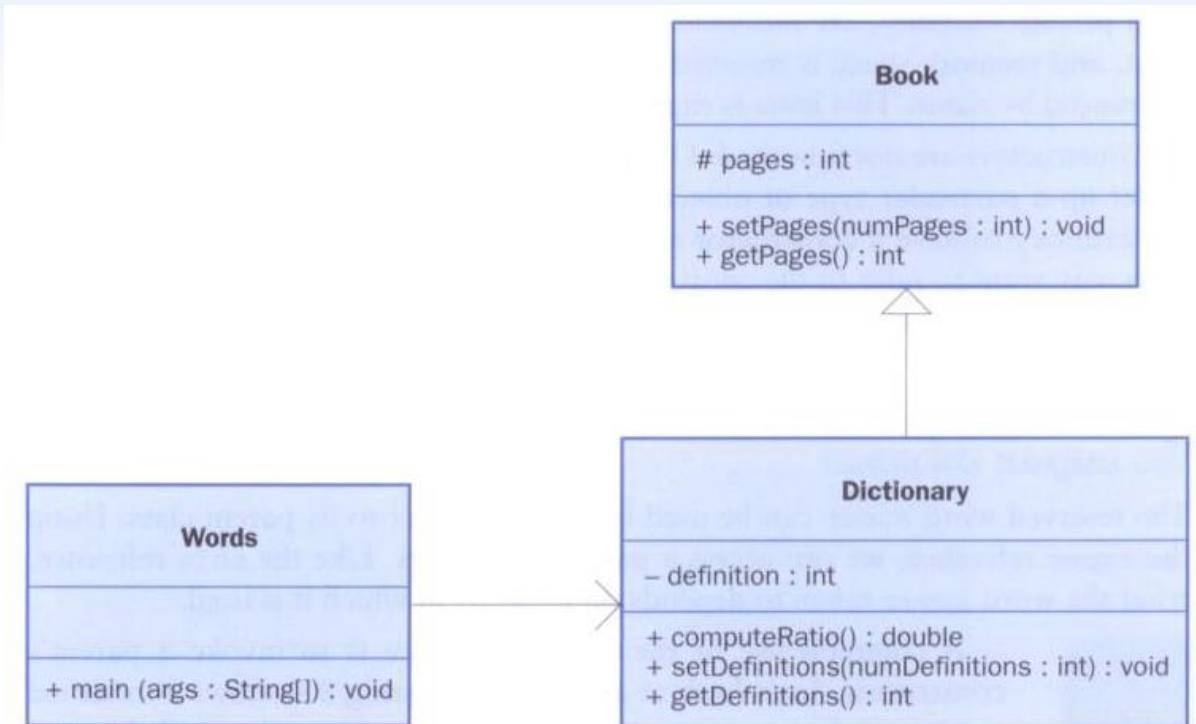 Book
# pages : int
+ setPages(numPages : int) : void
+ getPages() : int
Words
+ main (args : String[]) : void
Dictionary
– definition : int
+ computeRatio() : double
+ setDefinitions(numDefinitions : int) : void
+ getDefinitions() : int